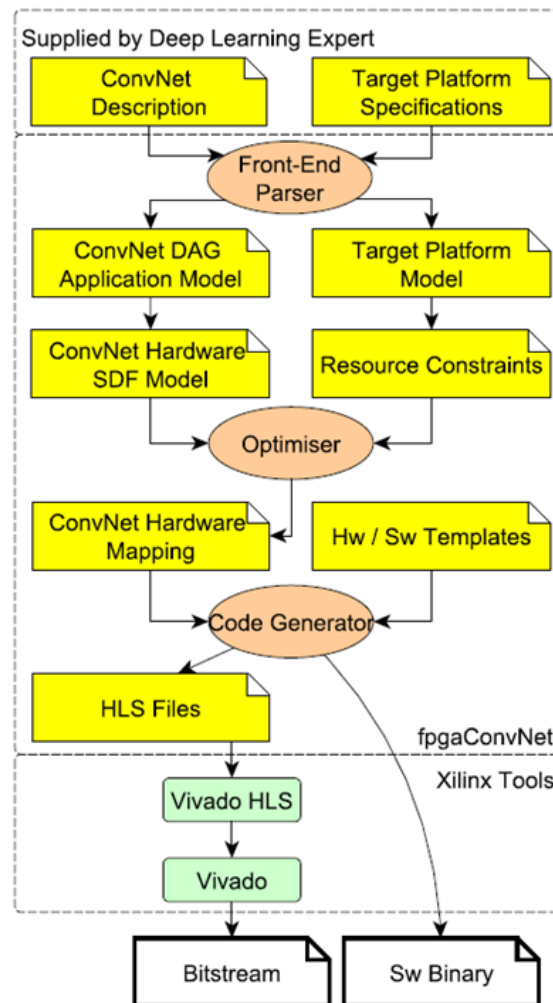 Supplied by Deep Learning Expert
ConvNet
Description
Target Platform
Specifications
Front-End
Parser
ConvNet DAG
Application Model
Target Platform
Model
ConvNet Hardware
SDF Model
Resource Constraints
Optimiser
ConvNet Hardware
Mapping
Hw / Sw Templates
Code Generator
HLS Files
fpgaConvNet
Xilinx Tools
Vivado HLS
Vivado
Bitstream
Sw Binary